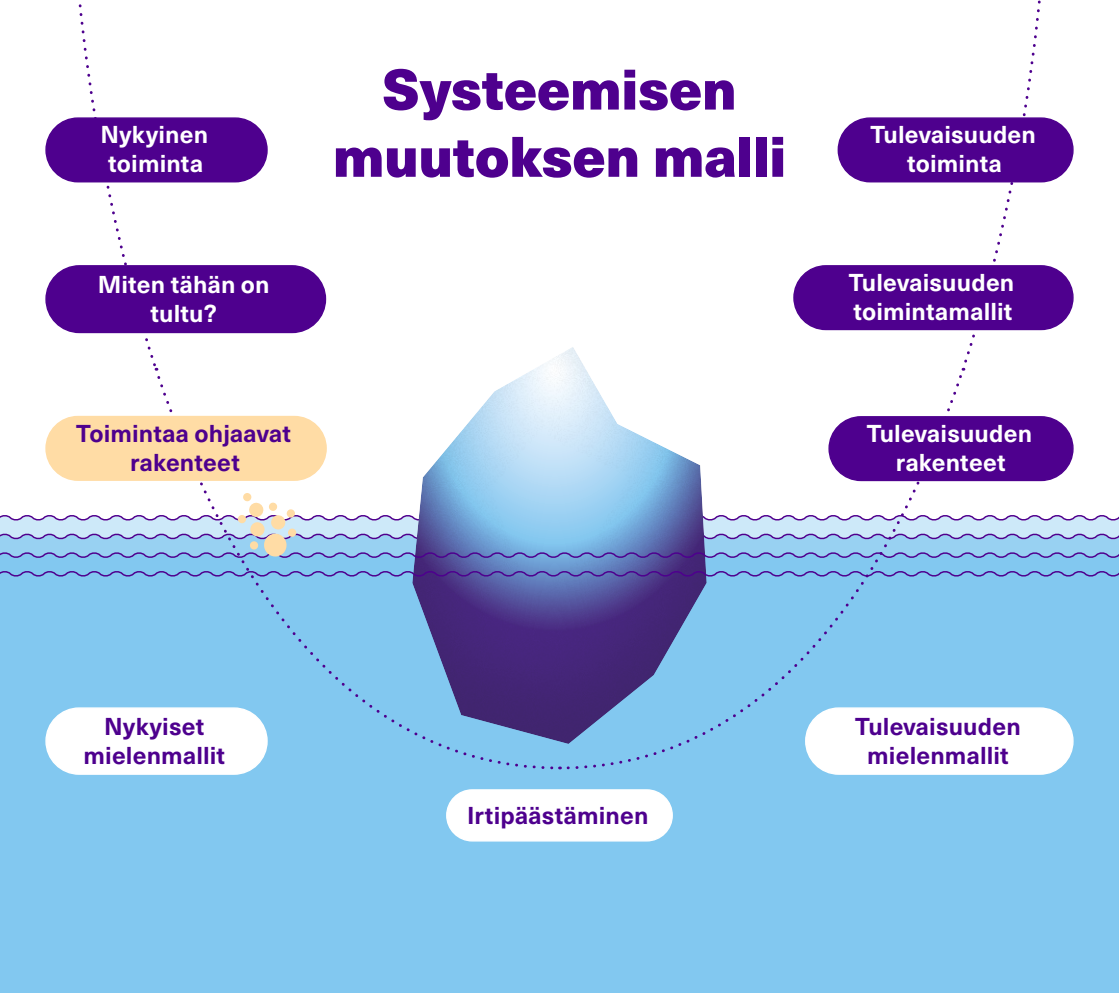 Systeemisen
muutoksen malli
Nykyinen
toiminta
Tulevaisuuden
toiminta
Miten tähän on
tultu?
Tulevaisuuden
toimintamallit
Toimintaa ohjaavat
rakenteet
Tulevaisuuden
rakenteet
Nykyiset
mielenmallit
Tulevaisuuden
mielenmallit
Irtipäästäminen